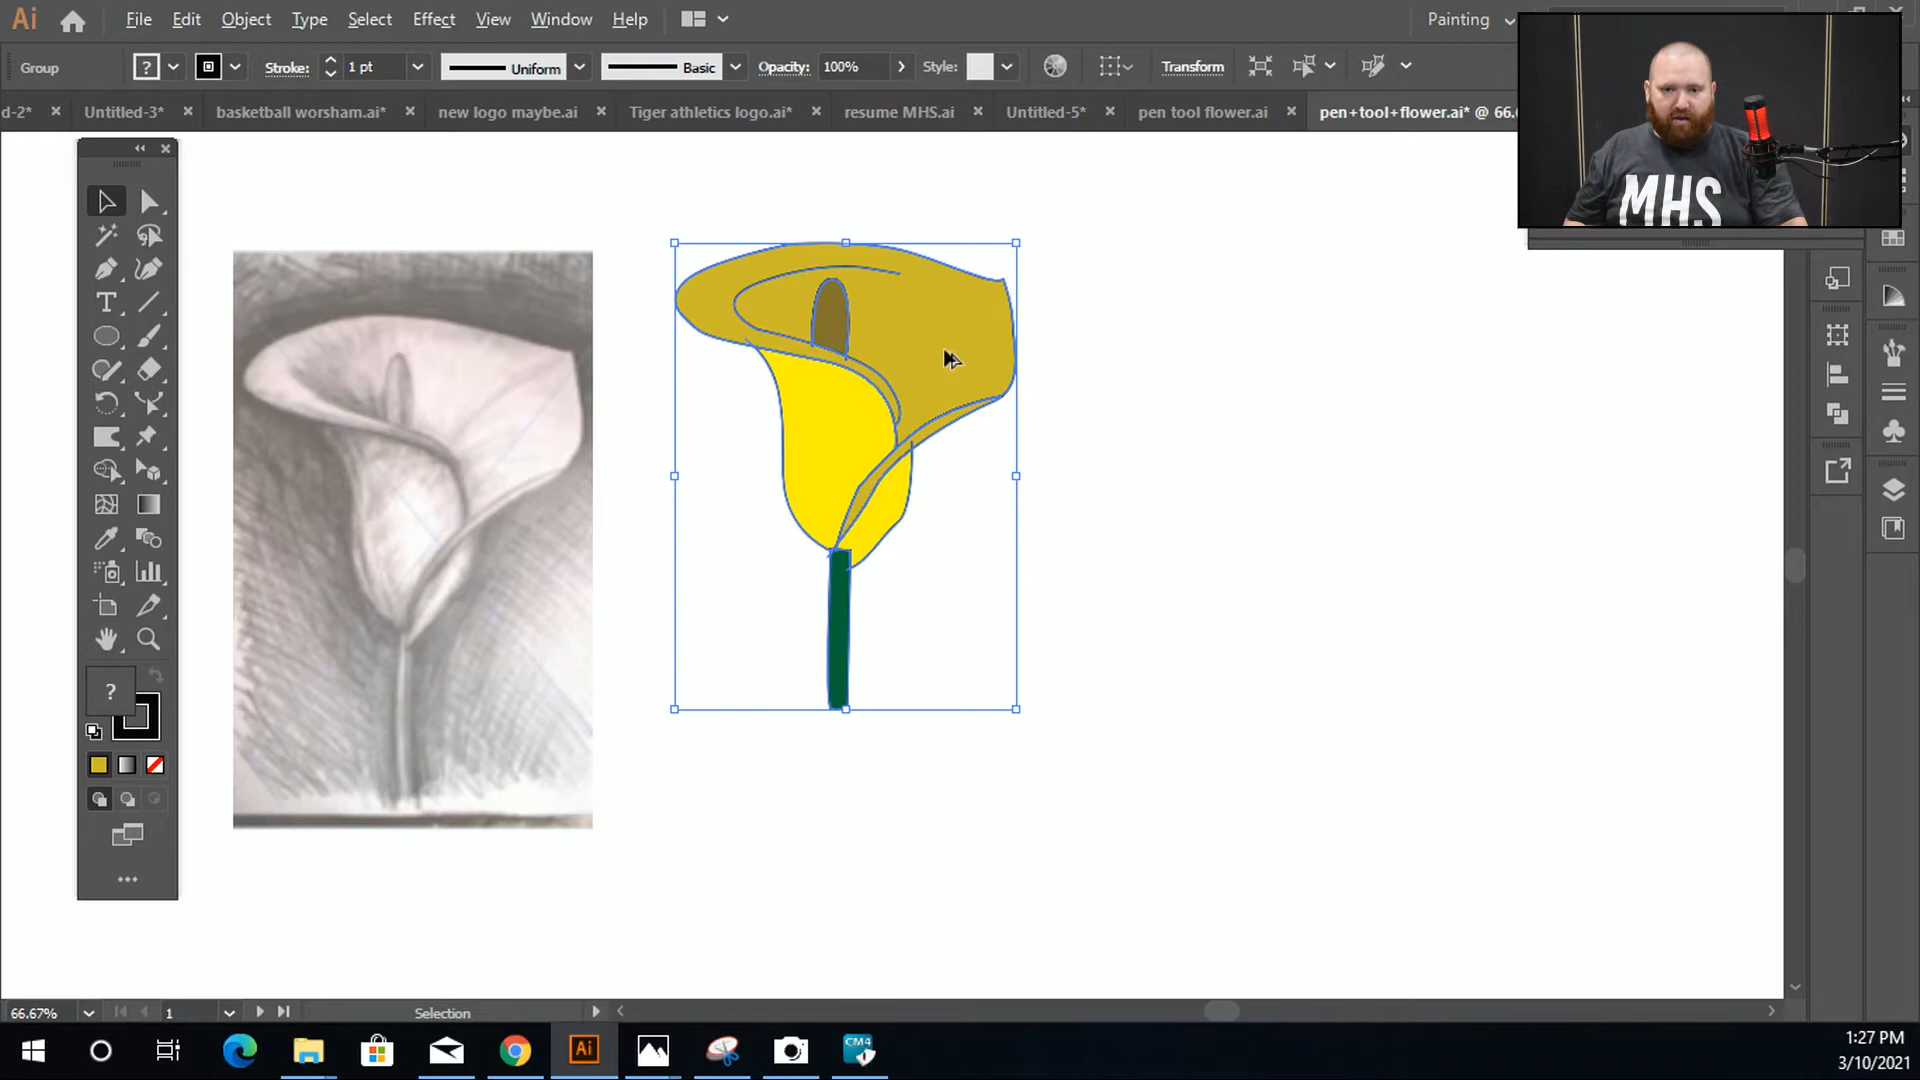 Ai File Edit Object Type Select Effect View Window Help Painting
Group ? Stroke: 1 pt Uniform Basic Opacity: 100% Style: Transform
d-2* Untitled-3* basketball worsham.ai* new logo maybe.ai Tiger athletics logo.ai* resume MHS.ai Untitled-5* pen tool flower.ai pen+tool+flower.ai* @ 66.
MHS
T
?
66.67% 1 Selection
Ai CM4
1:27 PM
3/10/2021